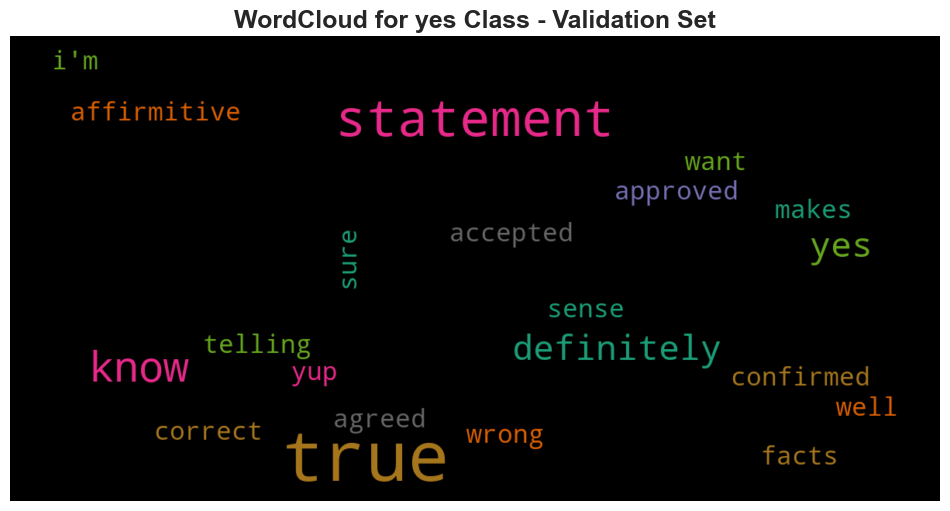 WordCloud for yes Class - Validation Set
i'm
affirmitive
statement
want
approved
makes
accepted
yes
sure
sense
telling
definitely
know
yup
confirmed
well
agreed
correct
wrong
true
facts